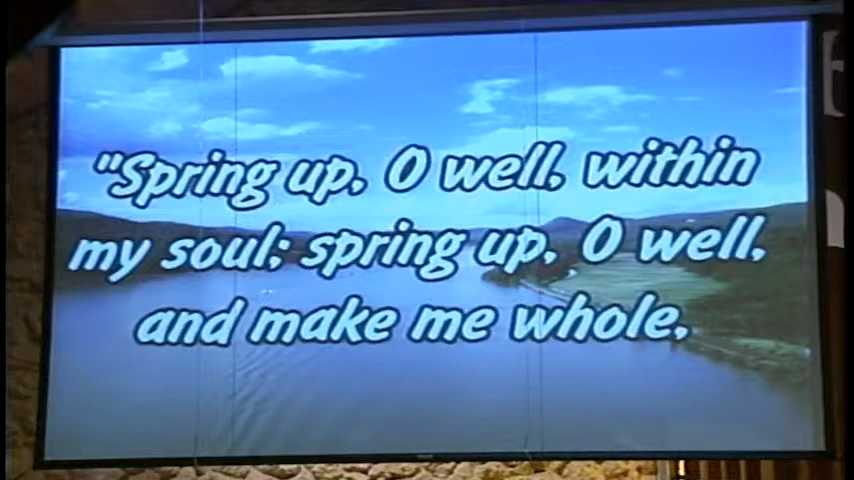 "Spring up, O well, within
my soul; spring up, O well,
and make me whole,